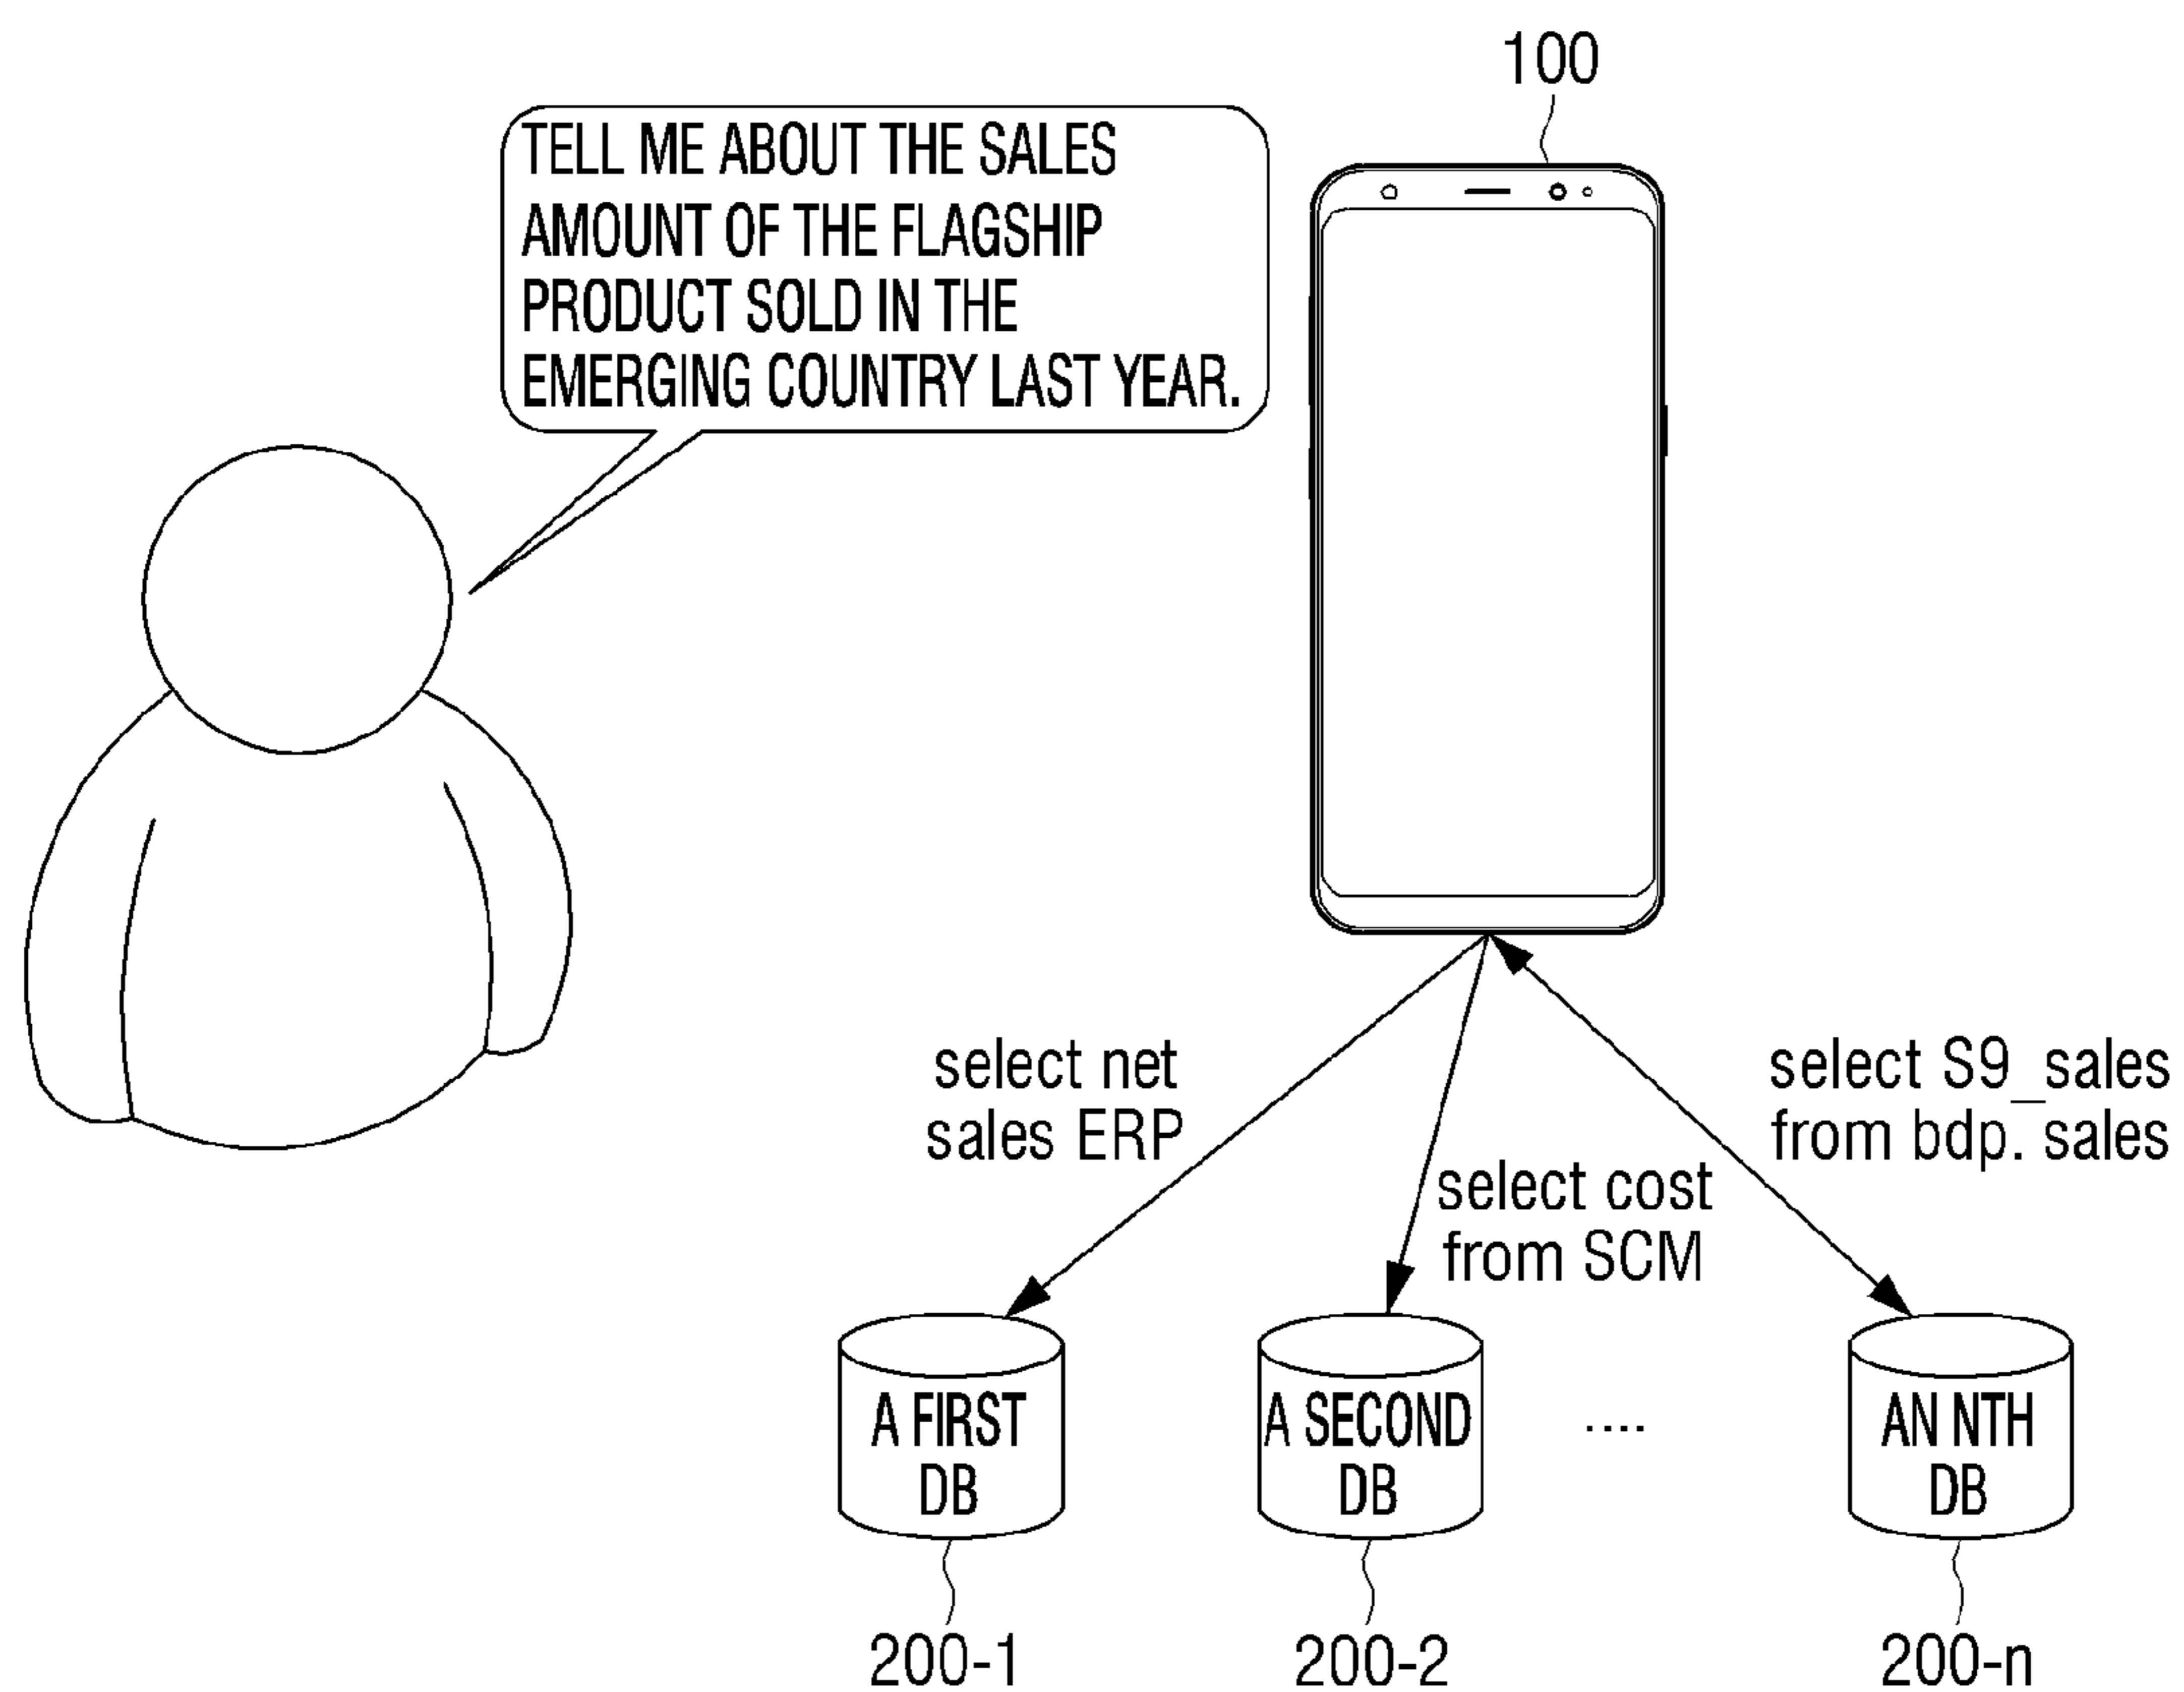 100
TELL ME ABOUT THE SALES
AMOUNT OF THE FLAGSHIP
PRODUCT SOLD IN THE
EMERGING COUNTRY LAST YEAR.
select net
sales ERP
select cost
from SCM
select S9_sales
from bdp. sales
A FIRST
DB
A SECOND
DB
....
AN NTH
DB
200-1
200-2
200-n